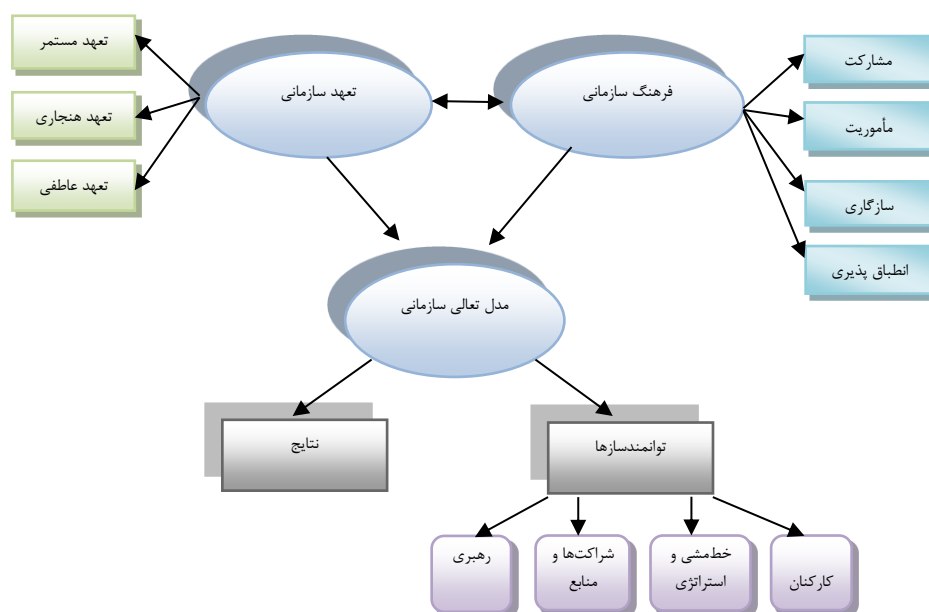 تعهد مستمر
تعهد هنجاری
تعهد عاطفی
تعهد سازمانی
فرهنگ سازمانی
مشارکت
مأموریت
سازگاری
انطباق پذیری
مدل تعالی سازمانی
نتایج
توانمندسازها
رهبری
شراکت‌ها و
منابع
خط‌مشی و
استراتژی
کارکنان